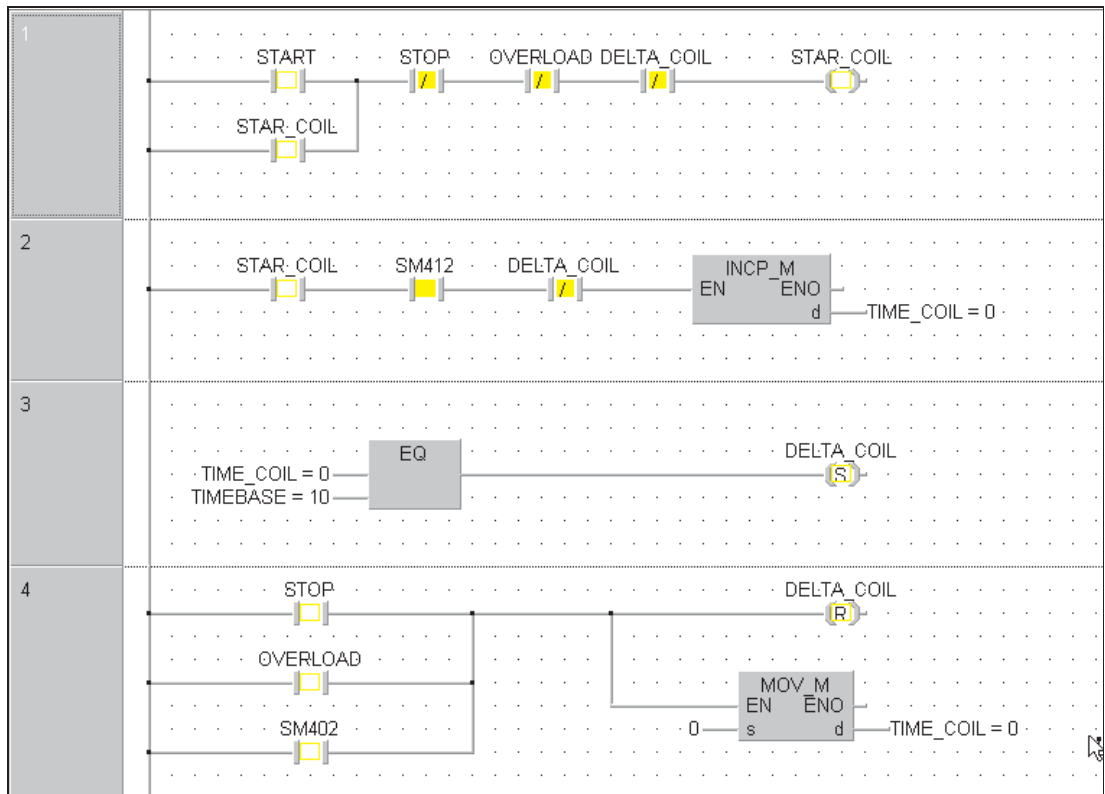 1
START STOP OVERLOAD DELTA_COIL STAR_COIL
/ / /
STAR_COIL
2
STAR_COIL SM412 DELTA_COIL INCP_M
/ EN ENO
d TIME_COIL = 0
3
EQ DELTA_COIL
TIME_COIL = 0 S
TIMEBASE = 10
4
STOP DELTA_COIL
R
OVERLOAD
MOV_M
EN ENO
SM402 0 s d TIME_COIL = 0